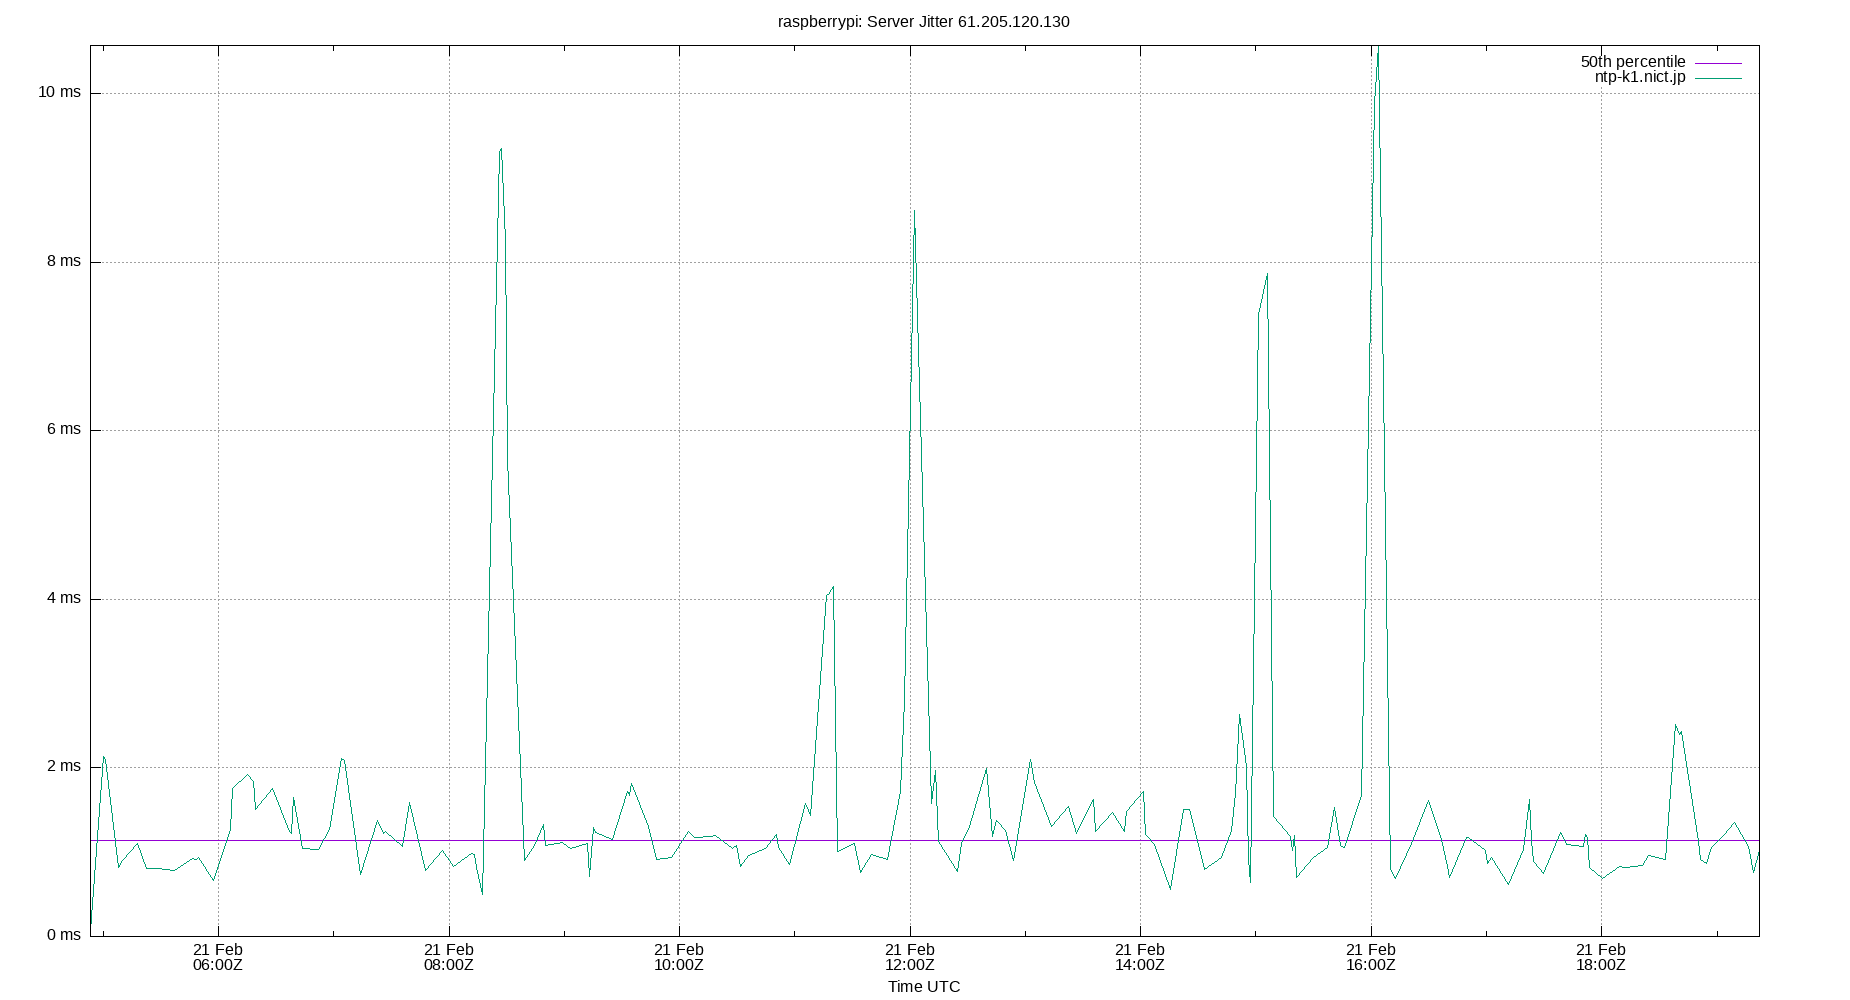 raspberrypi: Server Jitter 61.205.120.130
50th percentile
ntp-k1.nict.jp
10 ms
8 ms
6 ms
4 ms
2 ms
0 ms
21 Feb
06:00Z
21 Feb
08:00Z
21 Feb
10:00Z
21 Feb
12:00Z
21 Feb
14:00Z
21 Feb
16:00Z
21 Feb
18:00Z
Time UTC